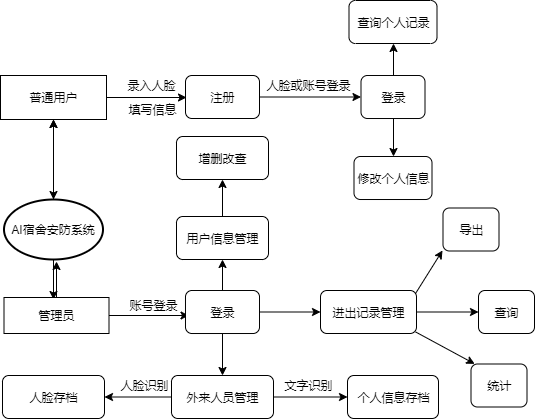 查询个人记录
普通用户
录入人脸
填写信息
注册
人脸或账号登录
登录
修改个人信息
增删改查
AI宿舍安防系统
用户信息管理
导出
管理员
账号登录
登录
进出记录管理
查询
统计
人脸存档
人脸识别
外来人员管理
文字识别
个人信息存档